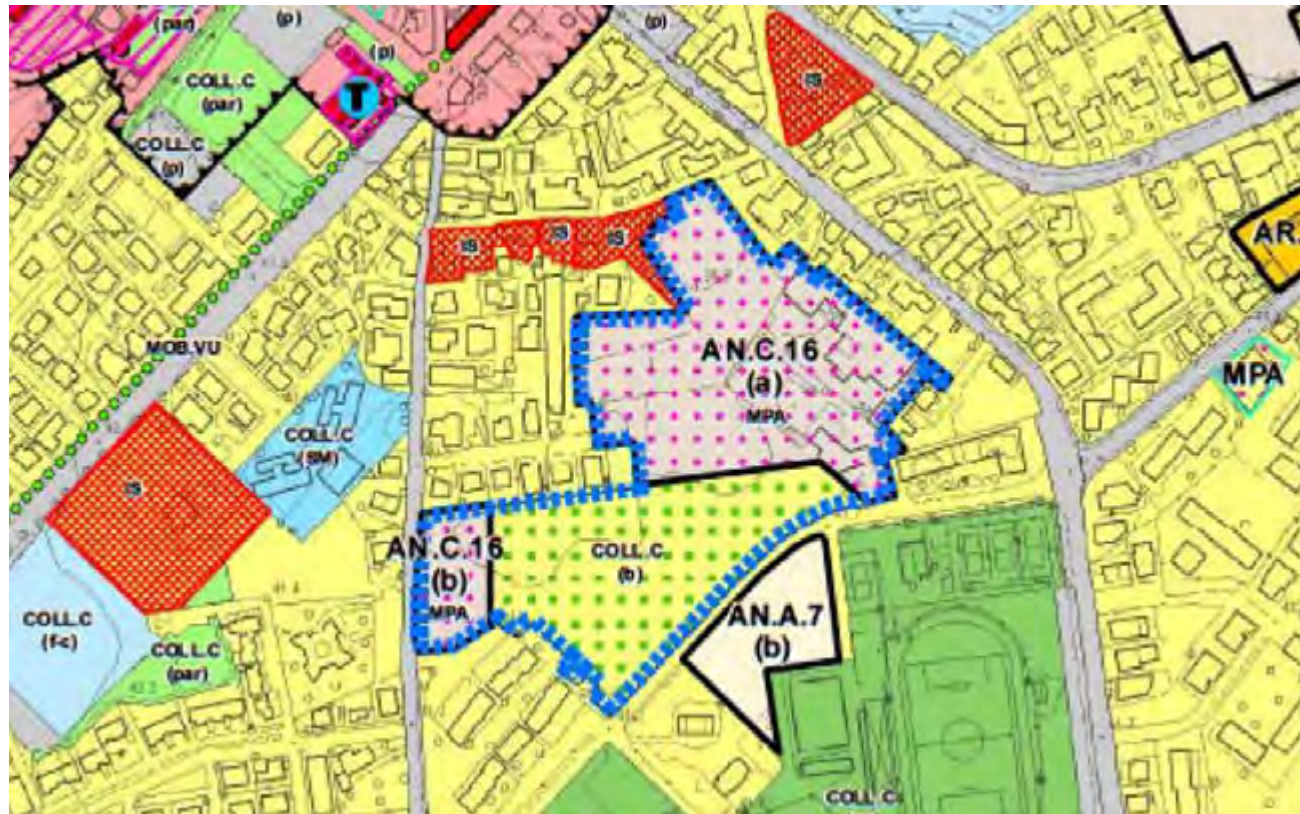 (par)
(p)
(p)
(p)
COLL.C
(par)
T
COLL.C
(p)
IS
AR.
IS
IS
IS
MOB.VU
AN.C.16
(a)
MPA
MPA
COLL.C
(SM)
IS
AN.C.16
(b)
MPA
COLL.C
(b)
COLL.C
(f-c)
COLL.C
(par)
AN.A.7
(b)
COLL.C